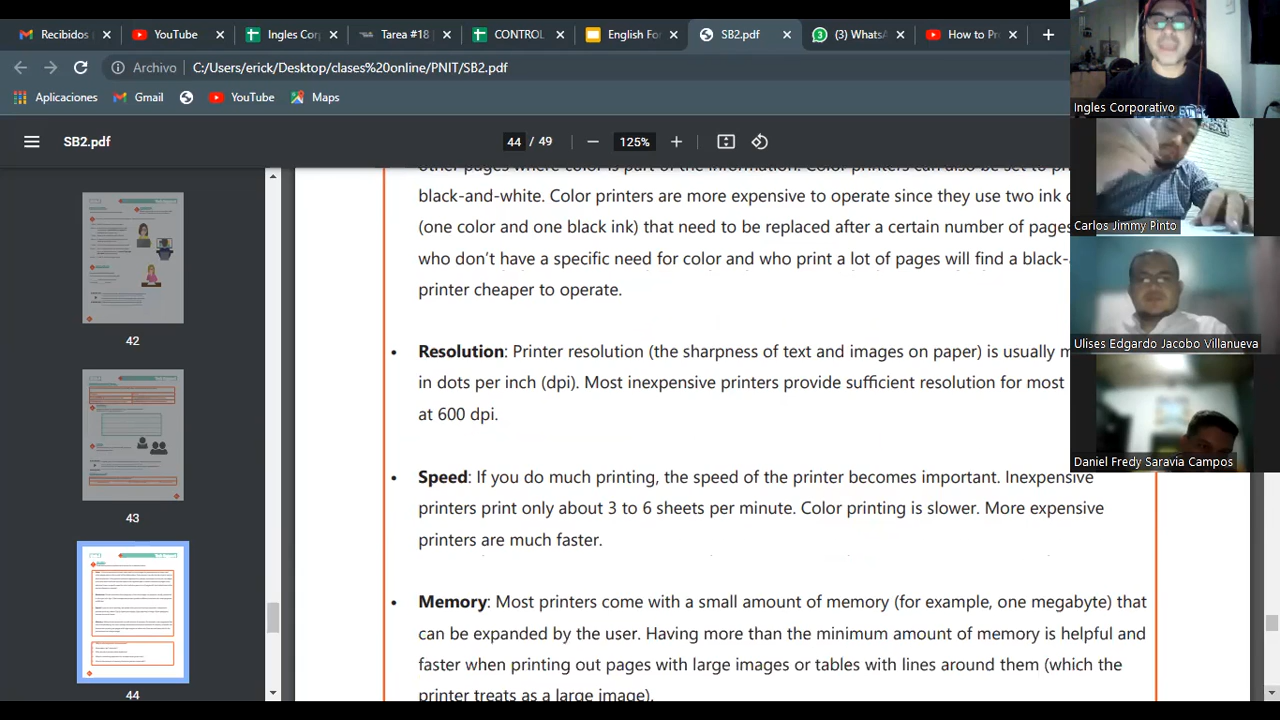 Recibidos
YouTube
Ingles Cor
Tarea #18
CONTROL
English For
SB2.pdf
(3) Whats
How to Pr
Archivo
C:/Users/erick/Desktop/clases%20online/PNIT/SB2.pdf
Aplicaciones
Gmail
YouTube
Maps
SB2.pdf
44 / 49
125%
42
43
44
black-and-white. Color printers are more expensive to operate since they use two ink
(one color and one black ink) that need to be replaced after a certain number of pages
who don't have a specific need for color and who print a lot of pages will find a black-
printer cheaper to operate.
• Resolution: Printer resolution (the sharpness of text and images on paper) is usually
in dots per inch (dpi). Most inexpensive printers provide sufficient resolution for most
at 600 dpi.
• Speed: If you do much printing, the speed of the printer becomes important. Inexpensive
printers print only about 3 to 6 sheets per minute. Color printing is slower. More expensive
printers are much faster.
• Memory: Most printers come with a small amount of memory (for example, one megabyte) that
can be expanded by the user. Having more than the minimum amount of memory is helpful and
faster when printing out pages with large images or tables with lines around them (which the
printer treats as a large image).
Ingles Corporativo
Carlos Jimmy Pinto
Ulises Edgardo Jacobo Villanueva
Daniel Fredy Saravia Campos